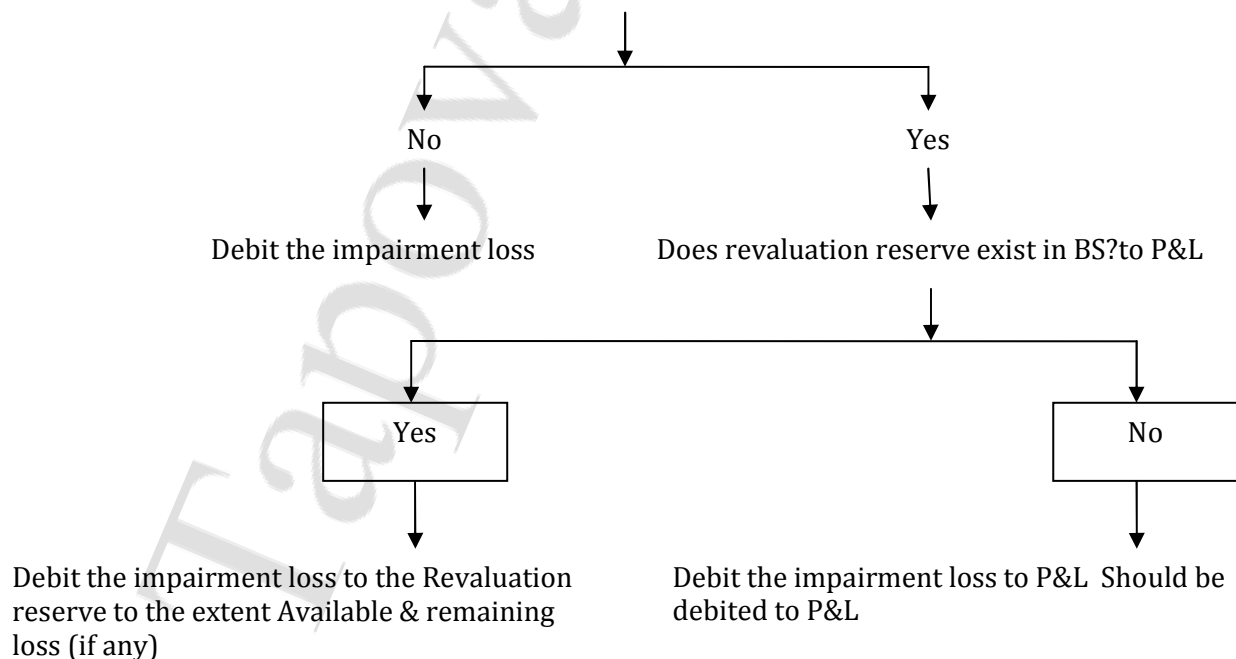 No
Yes
Debit the impairment loss
Does revaluation reserve exist in BS?to P&L
Yes
No
Debit the impairment loss to the Revaluation
reserve to the extent Available & remaining
loss (if any)
Debit the impairment loss to P&L  Should be
debited to P&L
Tapova